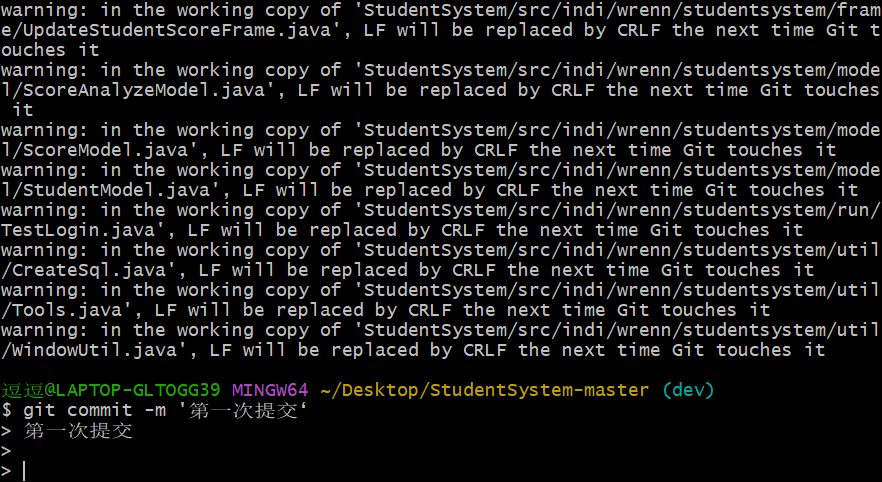 warning: in the working copy of 'StudentSystem/src/indi/wrenn/studentsystem/fram
e/UpdateStudentScoreFrame.java', LF will be replaced by CRLF the next time Git t
ouches it
warning: in the working copy of 'StudentSystem/src/indi/wrenn/studentsystem/mode
l/ScoreAnalyzeModel.java', LF will be replaced by CRLF the next time Git touches
 it
warning: in the working copy of 'StudentSystem/src/indi/wrenn/studentsystem/mode
l/ScoreModel.java', LF will be replaced by CRLF the next time Git touches it
warning: in the working copy of 'StudentSystem/src/indi/wrenn/studentsystem/mode
l/StudentModel.java', LF will be replaced by CRLF the next time Git touches it
warning: in the working copy of 'StudentSystem/src/indi/wrenn/studentsystem/run/
TestLogin.java', LF will be replaced by CRLF the next time Git touches it
warning: in the working copy of 'StudentSystem/src/indi/wrenn/studentsystem/util
/CreateSql.java', LF will be replaced by CRLF the next time Git touches it
warning: in the working copy of 'StudentSystem/src/indi/wrenn/studentsystem/util
/Tools.java', LF will be replaced by CRLF the next time Git touches it
warning: in the working copy of 'StudentSystem/src/indi/wrenn/studentsystem/util
/WindowUtil.java', LF will be replaced by CRLF the next time Git touches it
逗逗@LAPTOP-GLTOGG39 MINGW64 ~/Desktop/StudentSystem-master (dev)
$ git commit -m '第一次提交‘
> 第一次提交
>
>